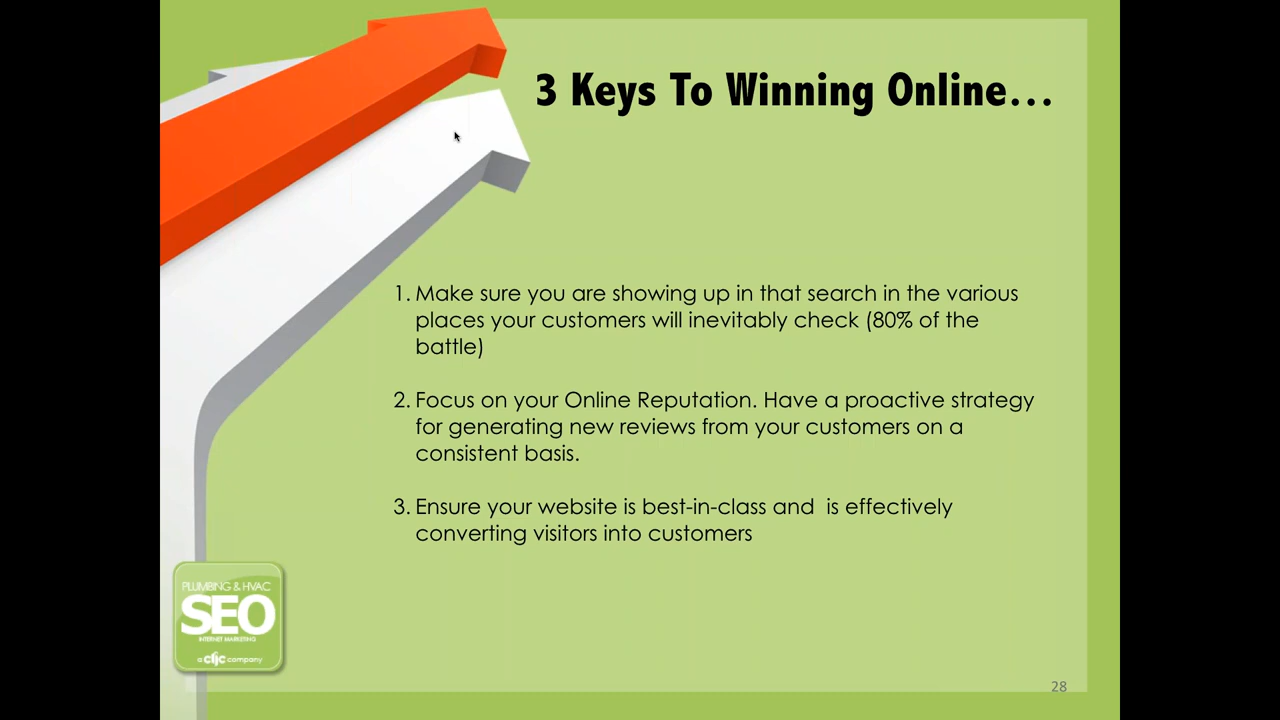 3 Keys To Winning Online...
1. Make sure you are showing up in that search in the various
places your customers will inevitably check (80% of the
battle)
2. Focus on your Online Reputation. Have a proactive strategy
for generating new reviews from your customers on a
consistent basis.
3. Ensure your website is best-in-class and  is effectively
converting visitors into customers
PLUMBING & HVAC
SEO
INTERNET MARKETING
a cfjc company
28